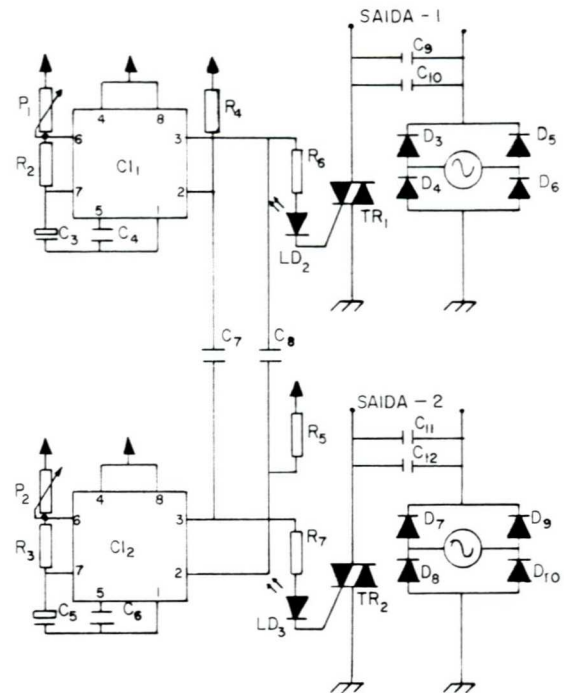 SAIDA - 1
C9
C10
P1
R2
C3
C4
CI1
4
8
6
7
5
1
3
2
R4
R6
LD2
TR1
D3
D5
D4
D6
C7
C8
R5
SAIDA - 2
C11
C12
P2
R3
C5
C6
CI2
4
8
6
7
5
1
3
2
R7
LD3
TR2
D7
D9
D8
D10